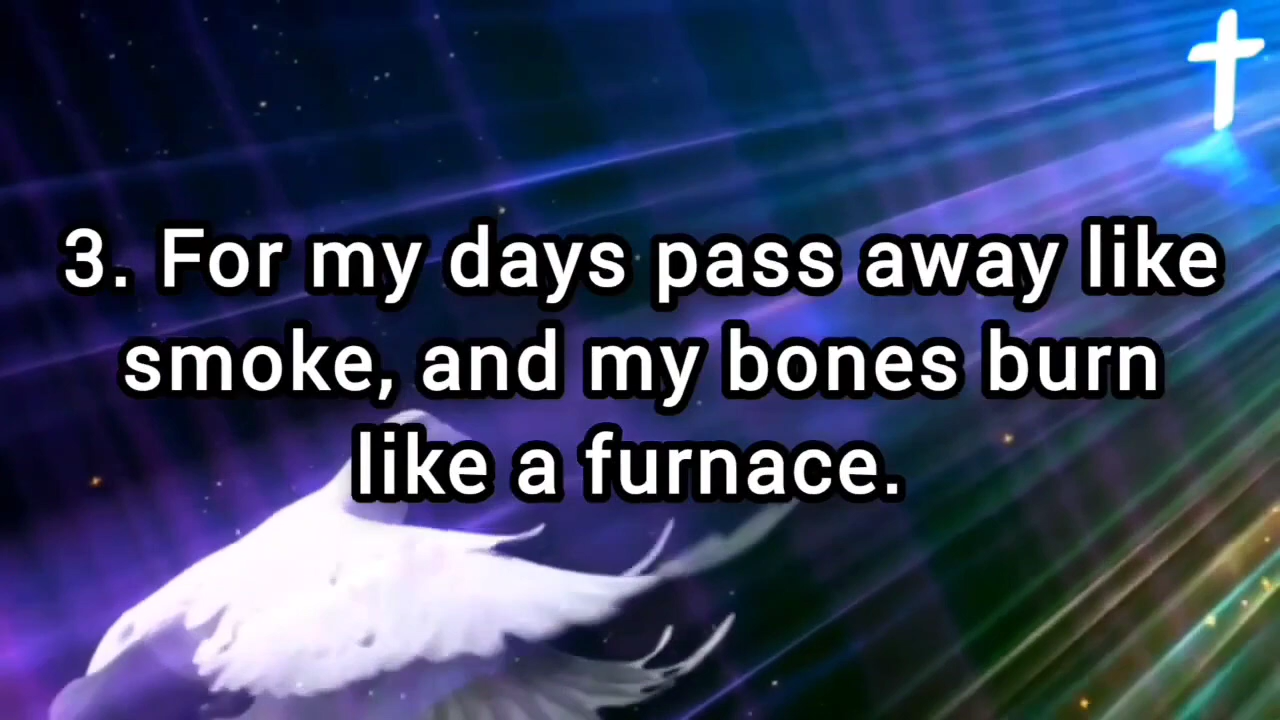 3. For my days pass away like
smoke, and my bones burn
like a furnace.